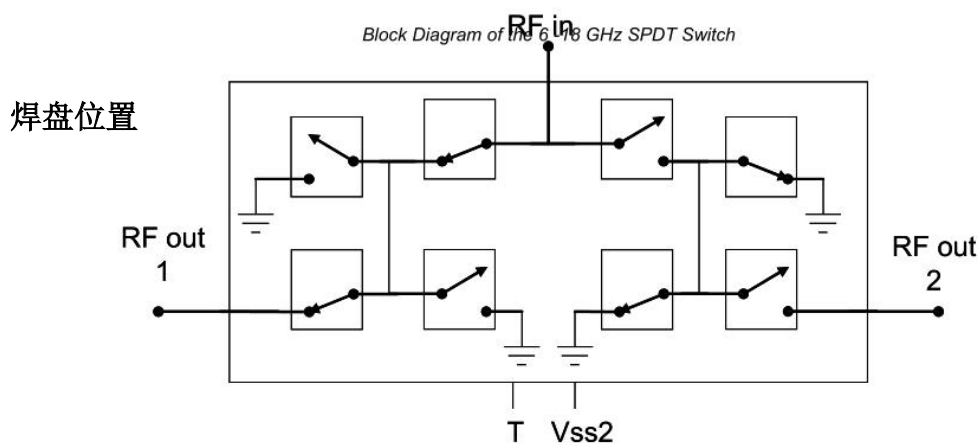 RF in
Block Diagram of the 6 -18 GHz SPDT Switch
焊盘位置
RF out
1
RF out
2
T Vss2